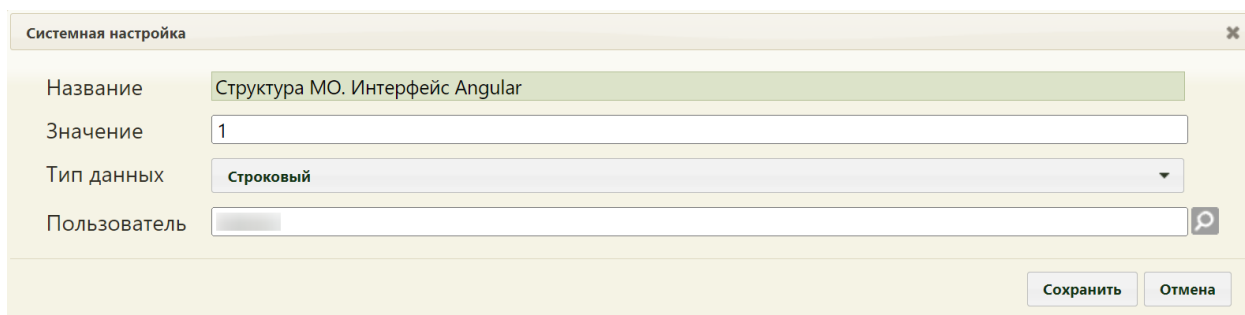 Системная настройка
Название Структура МО. Интерфейс Angular
Значение 1
Тип данных Строковый
Пользователь
Сохранить Отмена